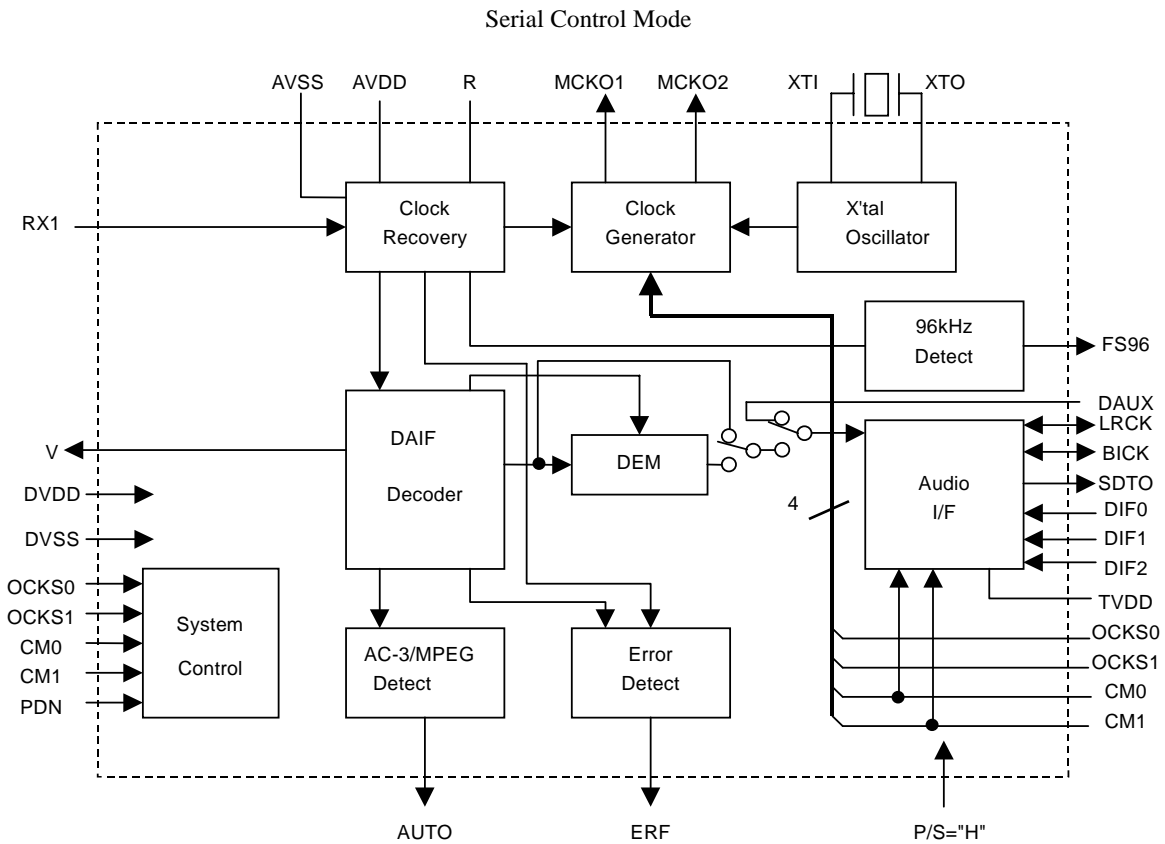 Serial Control Mode
AVSS AVDD R MCKO1 MCKO2 XTI XTO
RX1
Clock
Recovery
Clock
Generator
X'tal
Oscillator
96kHz
Detect
FS96
DAUX
LRCK
BICK
SDTO
DIF0
DIF1
DIF2
TVDD
OCKS0
OCKS1
CM0
CM1
V
DVDD
DVSS
OCKS0
OCKS1
CM0
CM1
PDN
DAIF
Decoder
DEM
4
Audio
I/F
System
Control
AC-3/MPEG
Detect
Error
Detect
AUTO ERF P/S="H"